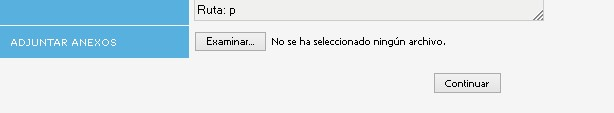 Ruta: p
ADJUNTAR ANEXOS
Examinar... No se ha seleccionado ningún archivo.
Continuar